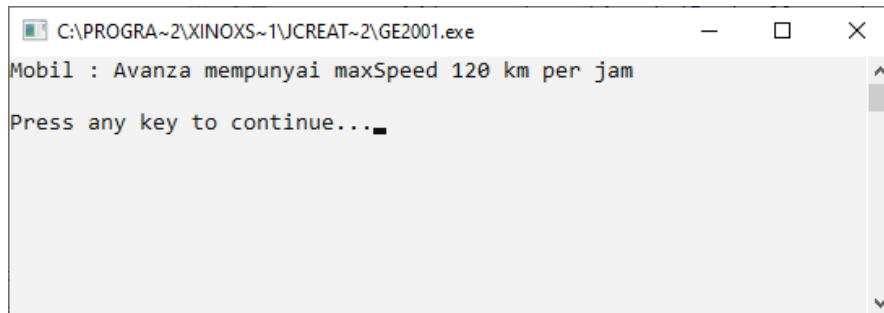 C:\PROGRA~2\XINOXS~1\JCREAT~2\GE2001.exe
Mobil : Avanza mempunyai maxSpeed 120 km per jam
Press any key to continue...